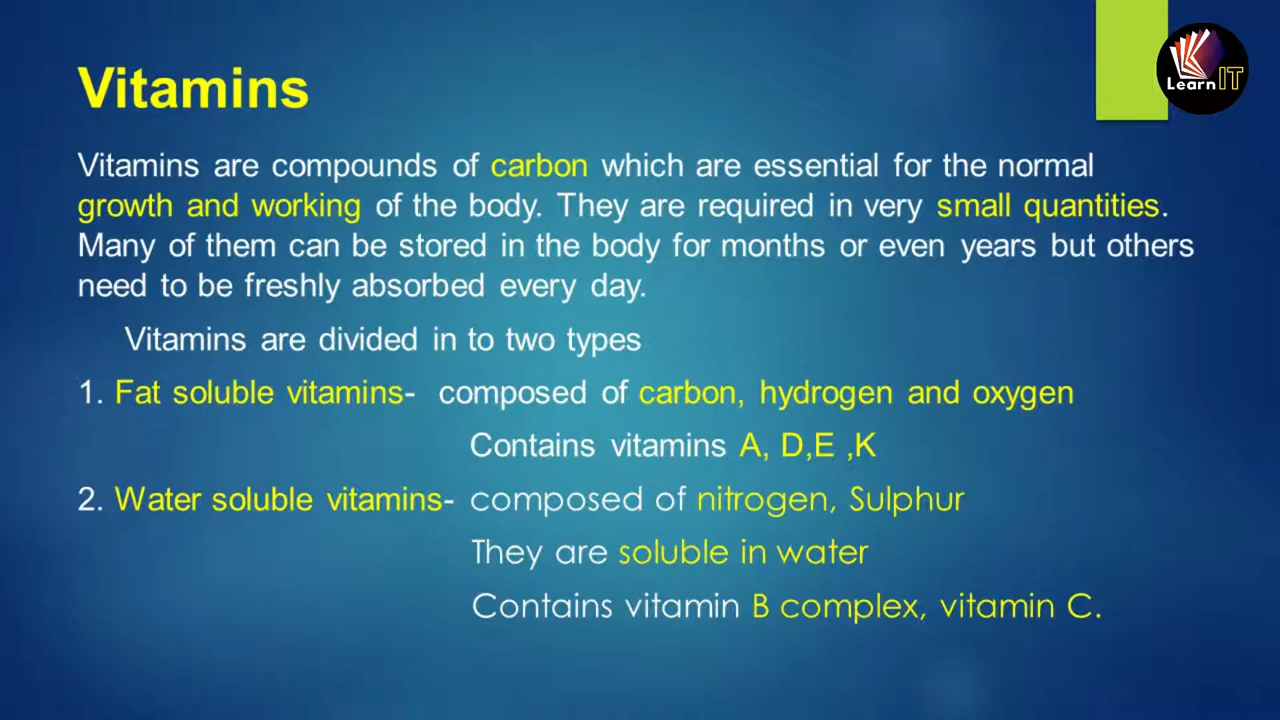 Learn IT
Vitamins
Vitamins are compounds of carbon which are essential for the normal
growth and working of the body. They are required in very small quantities.
Many of them can be stored in the body for months or even years but others
need to be freshly absorbed every day.
Vitamins are divided in to two types
1. Fat soluble vitamins- composed of carbon, hydrogen and oxygen
Contains vitamins A, D,E ,K
2. Water soluble vitamins- composed of nitrogen, Sulphur
They are soluble in water
Contains vitamin B complex, vitamin C.